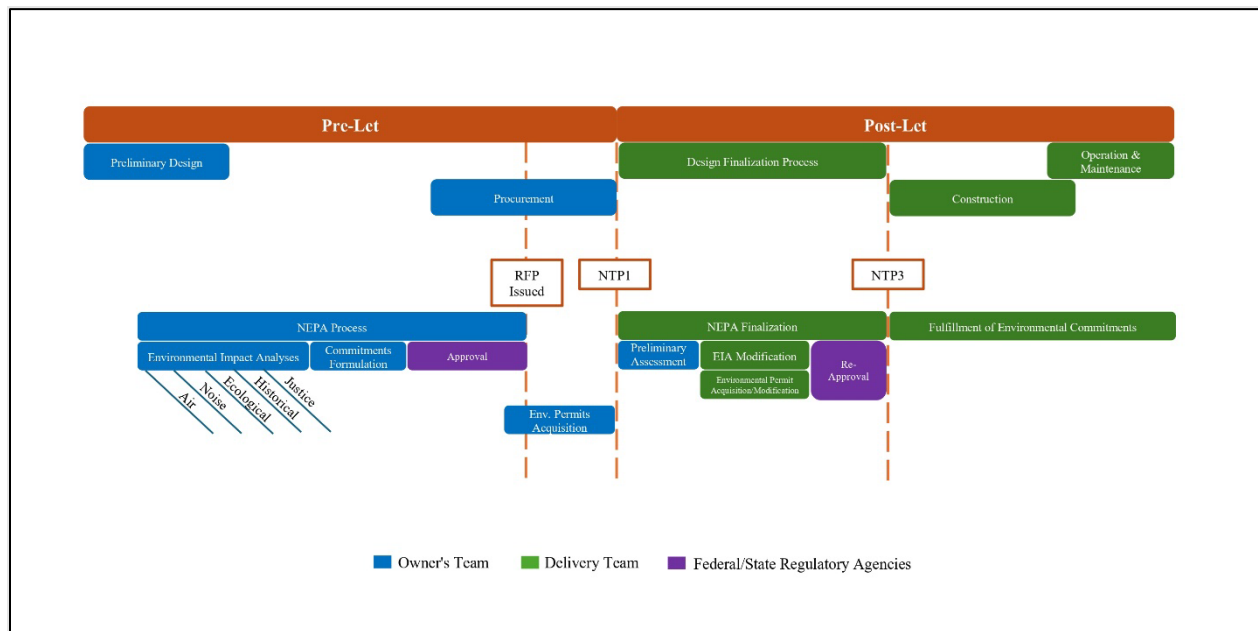 Pre-Let
Post-Let
Preliminary Design
Design Finalization Process
Operation &
Maintenance
Procurement
Construction
RFP
Issued
NTP1
NTP3
NEPA Process
NEPA Finalization
Fulfillment of Environmental Commitments
Environmental Impact Analyses
Commitments
Formulation
Approval
Preliminary
Assessment
EIA Modification
Re-
Approval
Environmental Permit
Acquisition/Modification
Air
Noise
Ecological
Historical
Justice
Env. Permits
Acquisition
Owner's Team
Delivery Team
Federal/State Regulatory Agencies